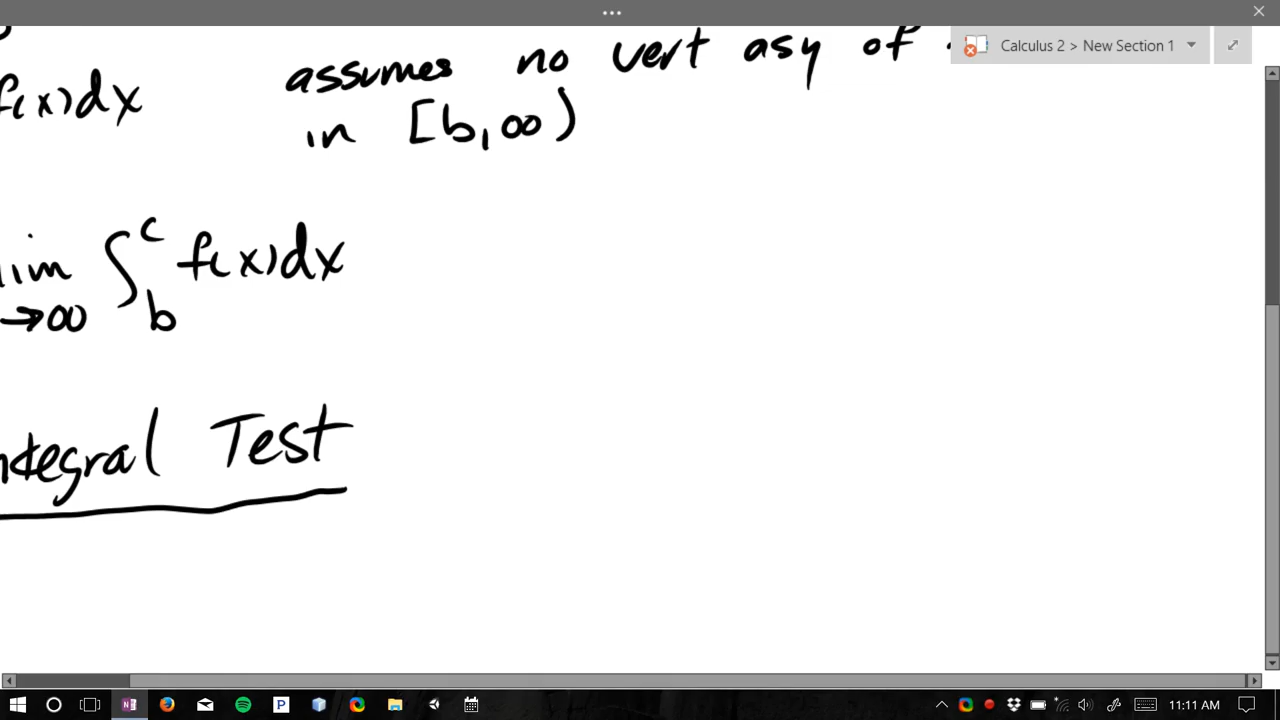 Calculus 2 > New Section 1
assumes no vert asy of
f(x)dx
in [b,∞)
lim ∫_b^c f(x)dx
→∞
Integral Test
11:11 AM